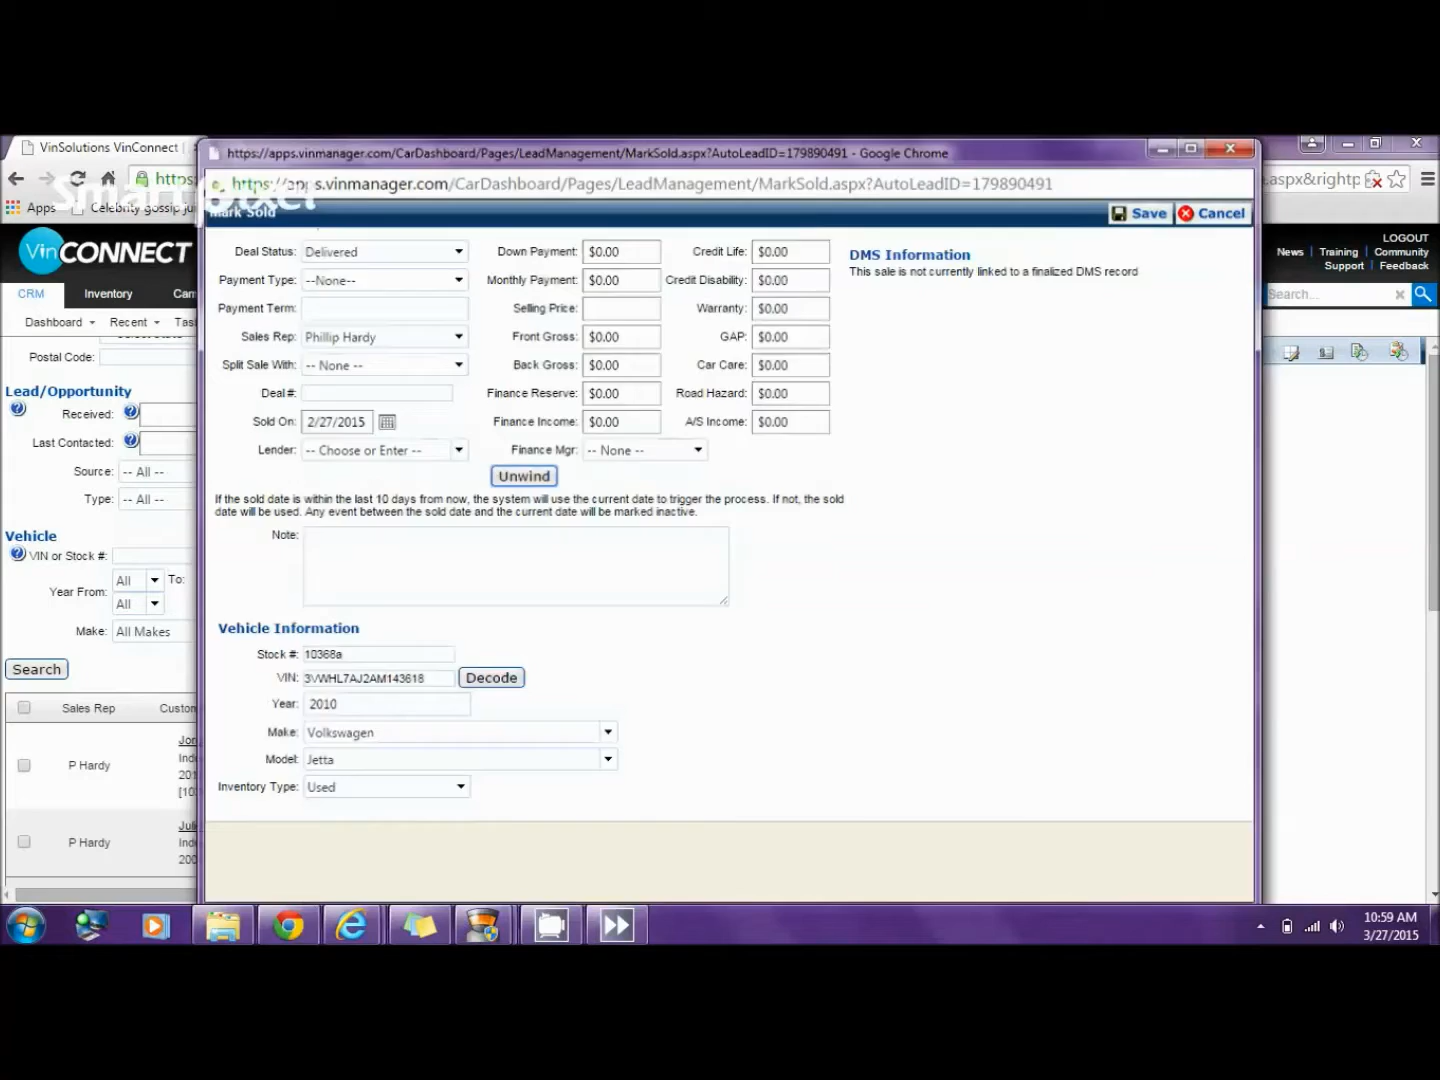 VinSolutions VinConnect
https://apps.vinmanager.com/CarDashboard/Pages/LeadManagement/MarkSold.aspx?AutoLeadID=179890491 - Google Chrome
https:
https://apps.vinmanager.com/CarDashboard/Pages/LeadManagement/MarkSold.aspx?AutoLeadID=179890491
.aspx&rightp
Apps
Celebrity gossip ju
Mark Sold
Save
Cancel
VinCONNECT
LOGOUT
News | Training | Community
Support | Feedback
CRM
Inventory
Search...
Dashboard
Recent
Postal Code:
Lead/Opportunity
Received:
Last Contacted:
Source: -- All --
Type: -- All --
Vehicle
VIN or Stock #:
Year From: All To:
All
Make: All Makes
Search
Sales Rep
P Hardy
P Hardy
Deal Status: Delivered
Payment Type: --None--
Payment Term:
Sales Rep: Phillip Hardy
Split Sale With: -- None --
Deal#:
Sold On: 2/27/2015
Lender: -- Choose or Enter --
Down Payment: $0.00
Monthly Payment: $0.00
Selling Price:
Front Gross: $0.00
Back Gross: $0.00
Finance Reserve: $0.00
Finance Income: $0.00
Finance Mgr: -- None --
Credit Life: $0.00
Credit Disability: $0.00
Warranty: $0.00
GAP: $0.00
Car Care: $0.00
Road Hazard: $0.00
A/S Income: $0.00
DMS Information
This sale is not currently linked to a finalized DMS record
Unwind
If the sold date is within the last 10 days from now, the system will use the current date to trigger the process. If not, the sold
date will be used. Any event between the sold date and the current date will be marked inactive.
Note:
Vehicle Information
Stock #: 10368a
VIN: 3VWHL7AJ2AM143618 Decode
Year: 2010
Make: Volkswagen
Model: Jetta
Inventory Type: Used
10:59 AM
3/27/2015